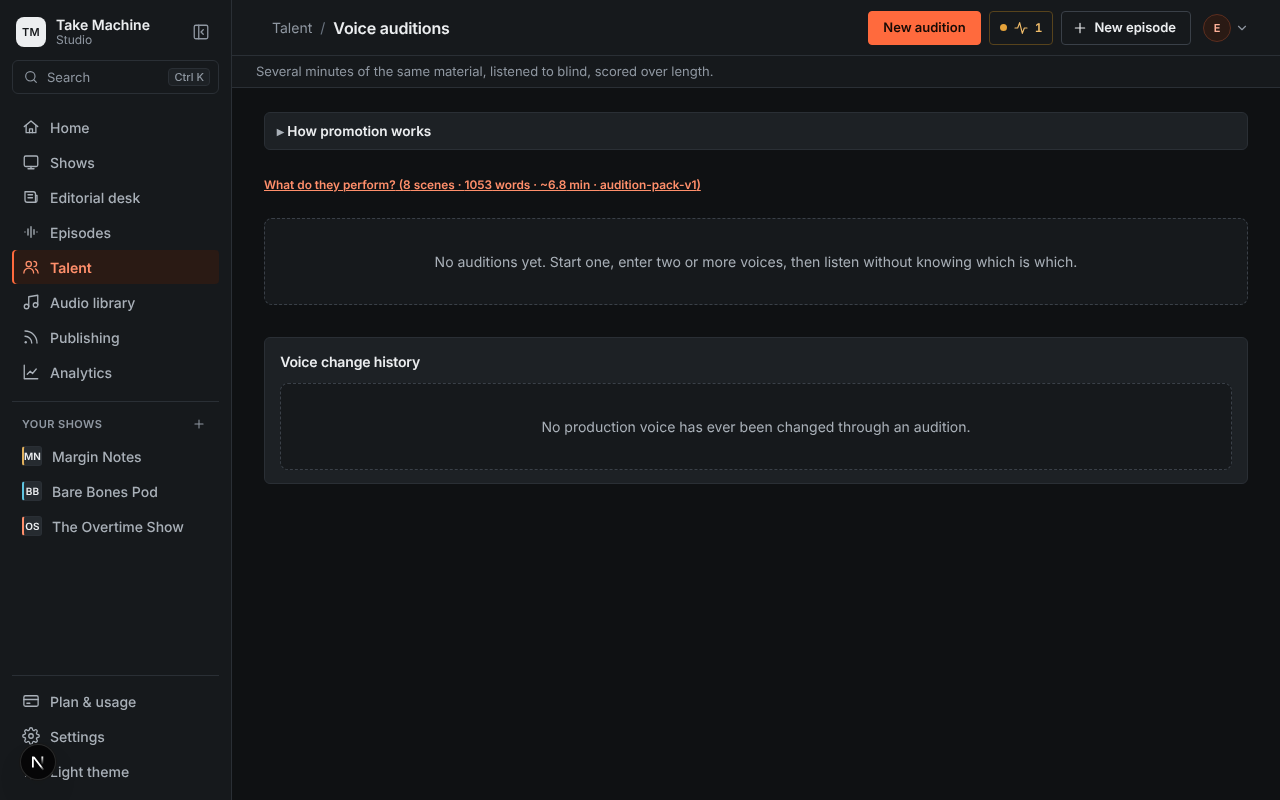 TM
Take Machine
Studio
Search
Ctrl K
Home
Shows
Editorial desk
Episodes
Talent
Audio library
Publishing
Analytics
YOUR SHOWS
MN Margin Notes
BB Bare Bones Pod
OS The Overtime Show
Plan & usage
Settings
N
Light theme
Talent / Voice auditions
New audition
1
New episode
E
Several minutes of the same material, listened to blind, scored over length.
How promotion works
What do they perform? (8 scenes · 1053 words · ~6.8 min · audition-pack-v1)
No auditions yet. Start one, enter two or more voices, then listen without knowing which is which.
Voice change history
No production voice has ever been changed through an audition.